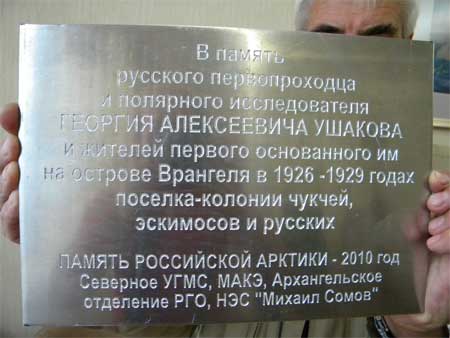 В память
русского первопроходца
и полярного исследователя
ГЕОРГИЯ АЛЕКСЕЕВИЧА УШАКОВА
и жителей первого основанного им
на острове Врангеля в 1926 -1929 годах
поселка-колонии чукчей,
эскимосов и русских
ПАМЯТЬ РОССИЙСКОЙ АРКТИКИ - 2010 год
Северное УГМС, МАКЭ, Архангельское
отделение РГО, НЭС "Михаил Сомов"